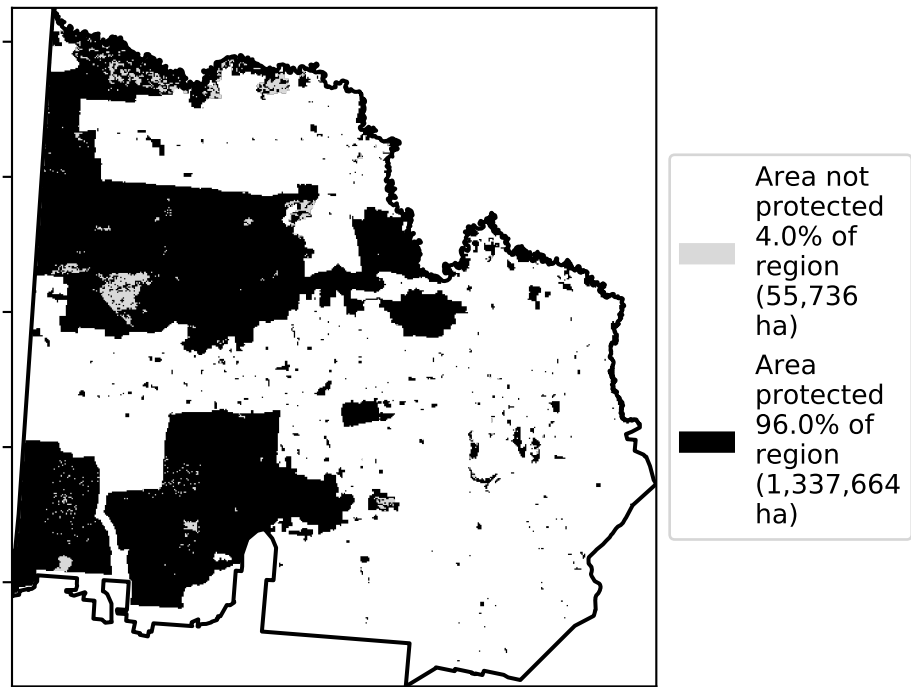 Area not
protected
4.0% of
region
(55,736
ha)
Area
protected
96.0% of
region
(1,337,664
ha)